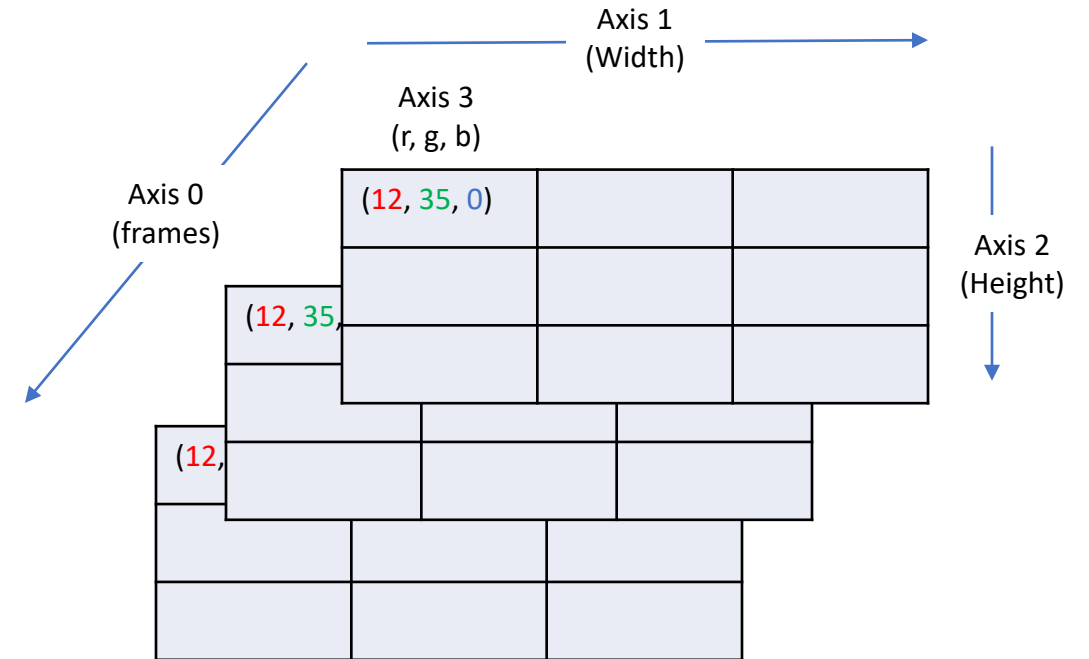 Axis 1
(Width)
Axis 3
(r, g, b)
Axis 0
(frames)
(12, 35, 0)
Axis 2
(Height)
(12, 35,
(12,